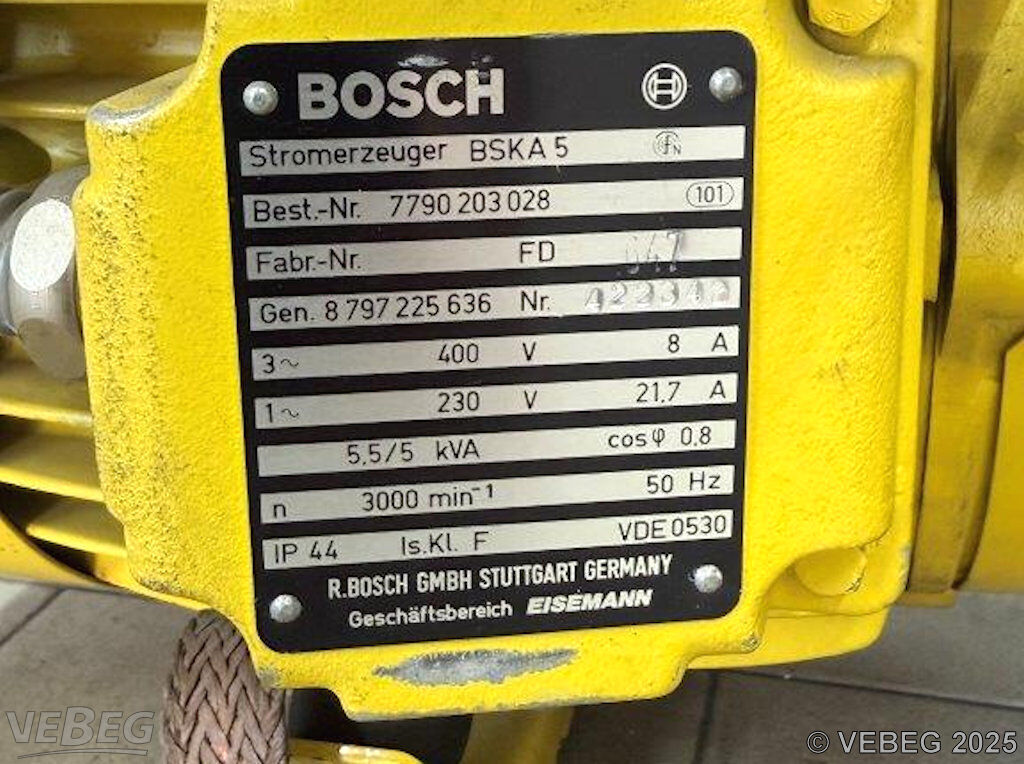 BOSCH
Stromerzeuger BSKA 5
Best.-Nr. 7790 203 028 101
Fabr.-Nr. FD 647
Gen. 8 797 225 636 Nr.
3~ 400 V 8 A
1~ 230 V 21,7 A
5,5/5 kVA cos φ 0,8
n 3000 min⁻¹ 50 Hz
IP 44 Is.Kl. F VDE 0530
R.BOSCH GMBH STUTTGART GERMANY
Geschäftsbereich EISEMANN
VEBEG
© VEBEG 2025